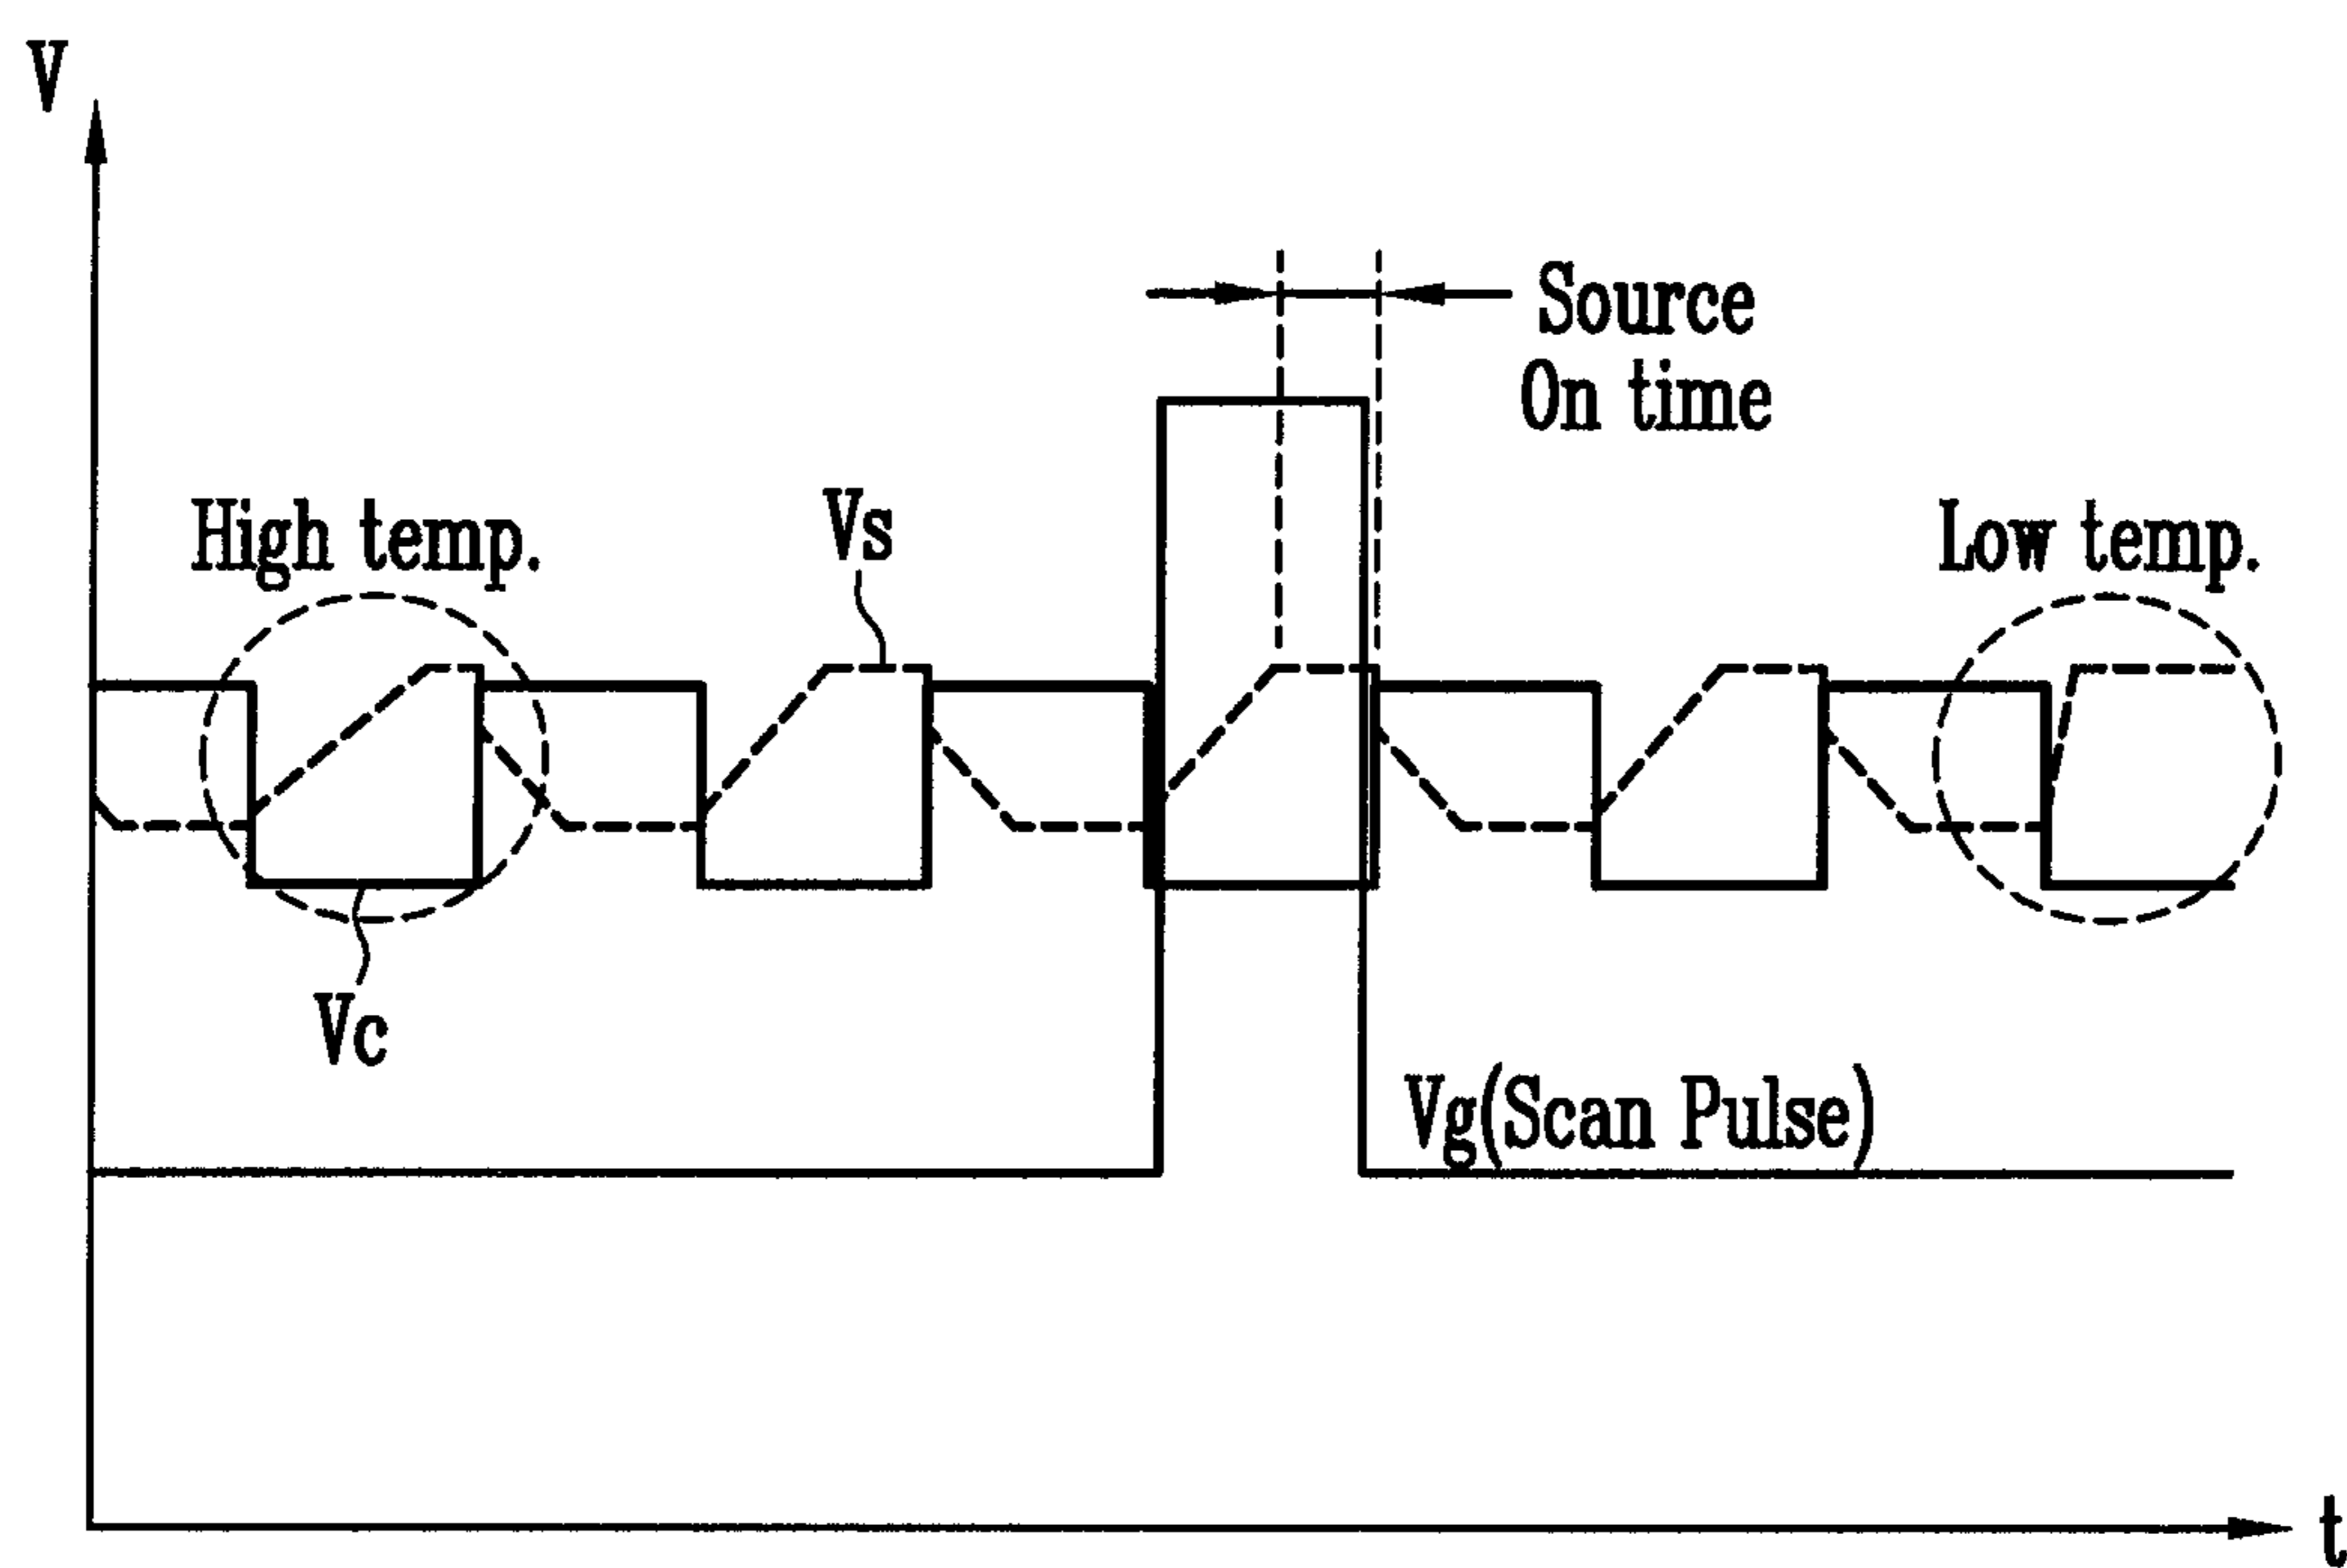 V
Source
On time
High temp.
Vs
Low temp.
Vc
Vg(Scan Pulse)
t